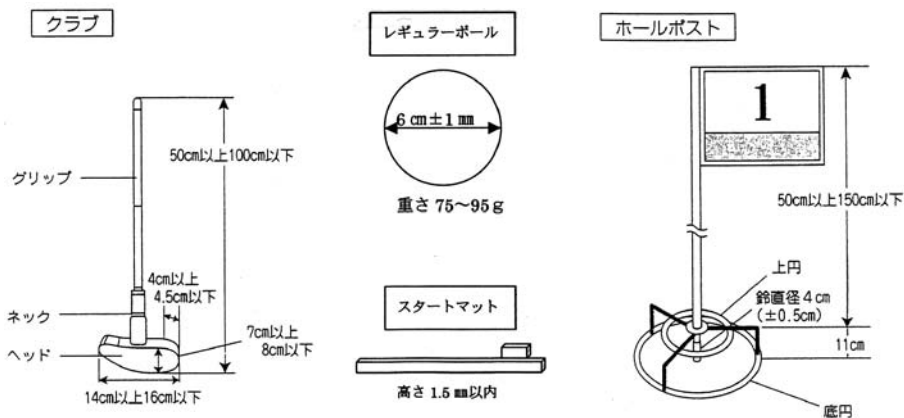 クラブ
50cm以上100cm以下
グリップ
4cm以上
4.5cm以下
ネック
7cm以上
8cm以下
ヘッド
14cm以上16cm以下
レギュラーボール
6cm±1mm
重さ 75～95g
スタートマット
高さ 1.5mm以内
ホールポスト
1
50cm以上150cm以下
上円
鈴直径4cm
(±0.5cm)
11cm
底円